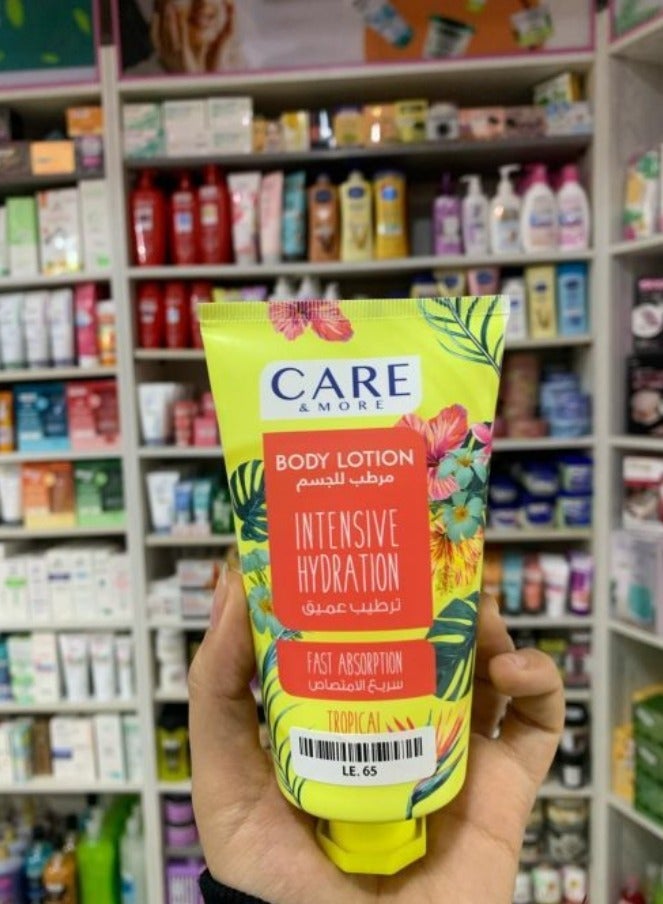 CARE
& MORE
BODY LOTION
مرطب للجسم
INTENSIVE
HYDRATION
ترطيب عميق
FAST ABSORPTION
سريع الامتصاص
TROPICAL
LE. 65